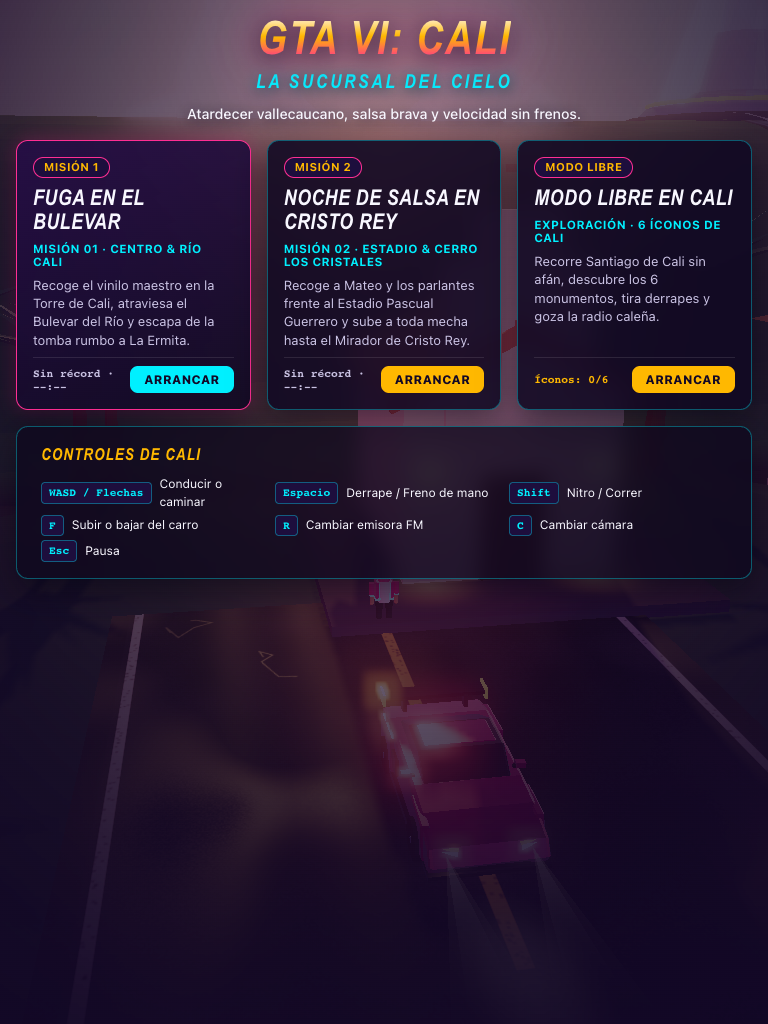 GTA VI: CALI
LA SUCURSAL DEL CIELO
Atardecer vallecaucano, salsa brava y velocidad sin frenos.
MISIÓN 1
FUGA EN EL
BULEVAR
MISIÓN 01 · CENTRO & RÍO
CALI
Recoge el vinilo maestro en la
Torre de Cali, atraviesa el
Bulevar del Río y escapa de la
tomba rumbo a La Ermita.
Sin récord ·
--:--
ARRANCAR
MISIÓN 2
NOCHE DE SALSA EN
CRISTO REY
MISIÓN 02 · ESTADIO & CERRO
LOS CRISTALES
Recoge a Mateo y los parlantes
frente al Estadio Pascual
Guerrero y sube a toda mecha
hasta el Mirador de Cristo Rey.
Sin récord ·
--:--
ARRANCAR
MODO LIBRE
MODO LIBRE EN CALI
EXPLORACIÓN · 6 ÍCONOS DE
CALI
Recorre Santiago de Cali sin
afán, descubre los 6
monumentos, tira derrapes y
goza la radio caleña.
Íconos: 0/6
ARRANCAR
CONTROLES DE CALI
WASD / Flechas
Conducir o
caminar
Espacio
Derrape / Freno de mano
Shift
Nitro / Correr
F
Subir o bajar del carro
R
Cambiar emisora FM
C
Cambiar cámara
Esc
Pausa